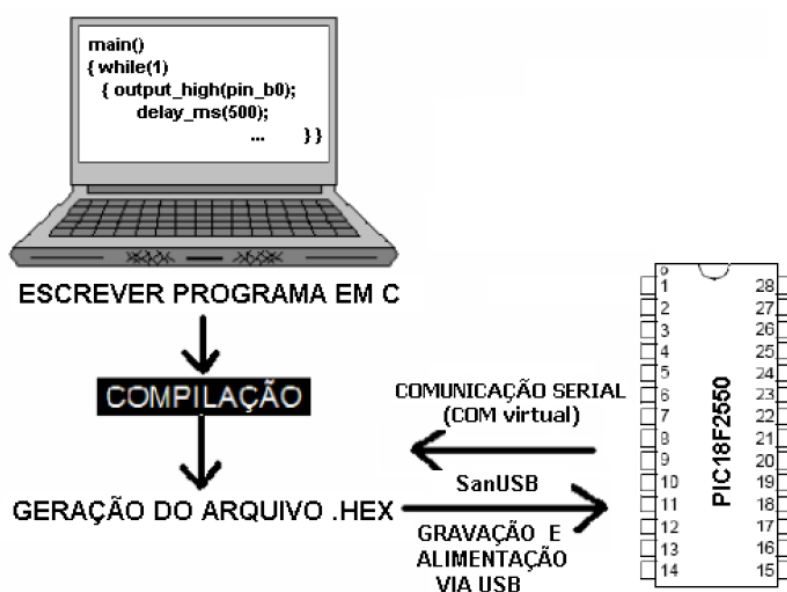 main()
{ while(1)
{ output_high(pin_b0);
delay_ms(500);
... } }
ESCREVER PROGRAMA EM C
COMPILAÇÃO
GERAÇÃO DO ARQUIVO .HEX
COMUNICAÇÃO SERIAL
(COM virtual)
SanUSB
GRAVAÇÃO E
ALIMENTAÇÃO
VIA USB
PIC18F2550
1 28
2 27
3 26
4 25
5 24
6 23
7 22
8 21
9 20
10 19
11 18
12 17
13 16
14 15